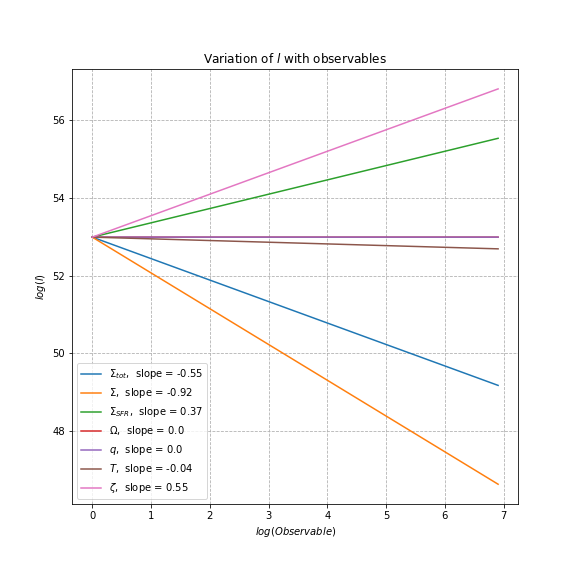 Variation of l with observables
56
54
52
50
48
log(l)
Σtot, slope = -0.55
Σ, slope = -0.92
ΣSFR, slope = 0.37
Ω, slope = 0.0
q, slope = 0.0
T, slope = -0.04
ζ, slope = 0.55
0 1 2 3 4 5 6 7
log(Observable)